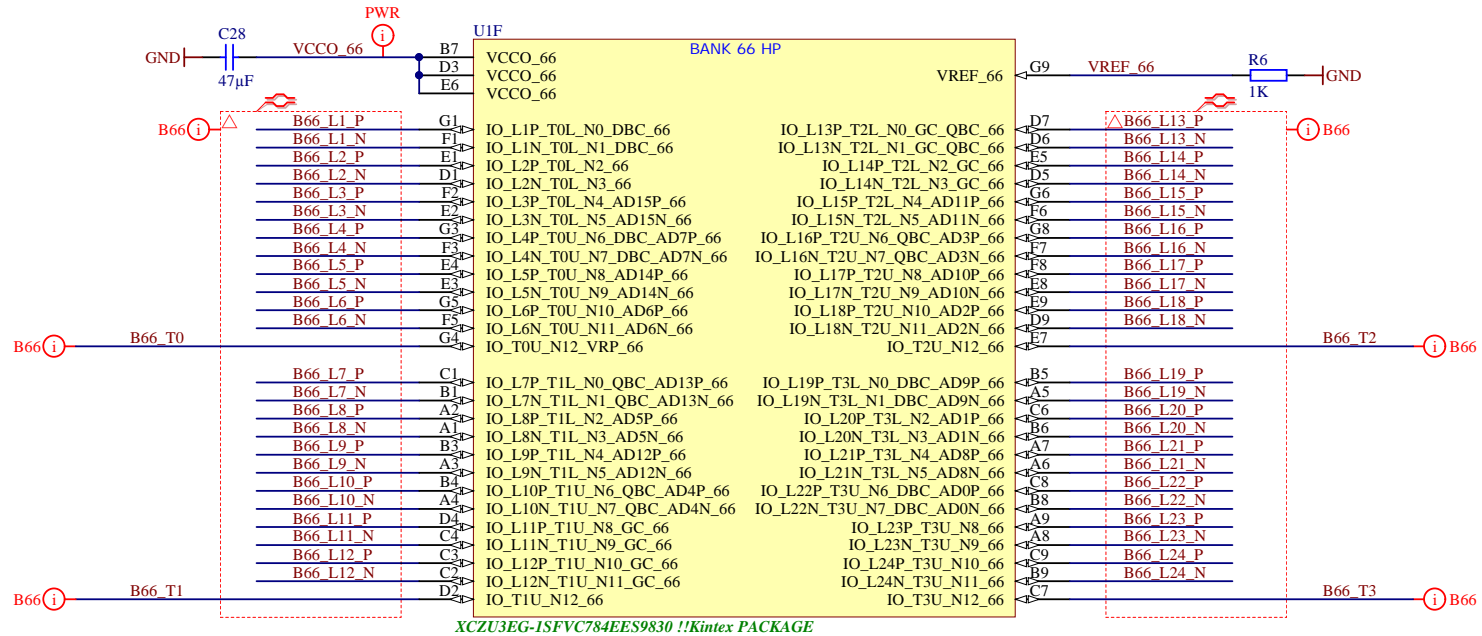 PWR
C28
U1F
GND
VCCO_66
B7
VCCO_66
BANK 66 HP
D3
VCCO_66
VREF_66
G9
VREF_66
R6
GND
47µF
E6
VCCO_66
1K
B66
B66_L1_P
G1
IO_L1P_T0L_N0_DBC_66
IO_L13P_T2L_N0_GC_QBC_66
D7
B66_L13_P
B66
B66_L1_N
F1
IO_L1N_T0L_N1_DBC_66
IO_L13N_T2L_N1_GC_QBC_66
D6
B66_L13_N
B66_L2_P
E1
IO_L2P_T0L_N2_66
IO_L14P_T2L_N2_GC_66
E5
B66_L14_P
B66_L2_N
D1
IO_L2N_T0L_N3_66
IO_L14N_T2L_N3_GC_66
D5
B66_L14_N
B66_L3_P
F2
IO_L3P_T0L_N4_AD15P_66
IO_L15P_T2L_N4_AD11P_66
G6
B66_L15_P
B66_L3_N
E2
IO_L3N_T0L_N5_AD15N_66
IO_L15N_T2L_N5_AD11N_66
F6
B66_L15_N
B66_L4_P
G3
IO_L4P_T0U_N6_DBC_AD7P_66
IO_L16P_T2U_N6_QBC_AD3P_66
G8
B66_L16_P
B66_L4_N
F3
IO_L4N_T0U_N7_DBC_AD7N_66
IO_L16N_T2U_N7_QBC_AD3N_66
F7
B66_L16_N
B66_L5_P
E4
IO_L5P_T0U_N8_AD14P_66
IO_L17P_T2U_N8_AD10P_66
F8
B66_L17_P
B66_L5_N
E3
IO_L5N_T0U_N9_AD14N_66
IO_L17N_T2U_N9_AD10N_66
E8
B66_L17_N
B66_L6_P
G5
IO_L6P_T0U_N10_AD6P_66
IO_L18P_T2U_N10_AD2P_66
E9
B66_L18_P
B66_L6_N
F5
IO_L6N_T0U_N11_AD6N_66
IO_L18N_T2U_N11_AD2N_66
D9
B66_L18_N
B66
B66_T0
G4
IO_T0U_N12_VRP_66
IO_T2U_N12_66
E7
B66_T2
B66
B66_L7_P
C1
IO_L7P_T1L_N0_QBC_AD13P_66
IO_L19P_T3L_N0_DBC_AD9P_66
B5
B66_L19_P
B66_L7_N
B1
IO_L7N_T1L_N1_QBC_AD13N_66
IO_L19N_T3L_N1_DBC_AD9N_66
A5
B66_L19_N
B66_L8_P
A2
IO_L8P_T1L_N2_AD5P_66
IO_L20P_T3L_N2_AD1P_66
C6
B66_L20_P
B66_L8_N
A1
IO_L8N_T1L_N3_AD5N_66
IO_L20N_T3L_N3_AD1N_66
B6
B66_L20_N
B66_L9_P
B3
IO_L9P_T1L_N4_AD12P_66
IO_L21P_T3L_N4_AD8P_66
A7
B66_L21_P
B66_L9_N
A3
IO_L9N_T1L_N5_AD12N_66
IO_L21N_T3L_N5_AD8N_66
A6
B66_L21_N
B66_L10_P
B4
IO_L10P_T1U_N6_QBC_AD4P_66
IO_L22P_T3U_N6_DBC_AD0P_66
C8
B66_L22_P
B66_L10_N
A4
IO_L10N_T1U_N7_QBC_AD4N_66
IO_L22N_T3U_N7_DBC_AD0N_66
B8
B66_L22_N
B66_L11_P
D4
IO_L11P_T1U_N8_GC_66
IO_L23P_T3U_N8_66
A9
B66_L23_P
B66_L11_N
C4
IO_L11N_T1U_N9_GC_66
IO_L23N_T3U_N9_66
A8
B66_L23_N
B66_L12_P
C3
IO_L12P_T1U_N10_GC_66
IO_L24P_T3U_N10_66
C9
B66_L24_P
B66_L12_N
C2
IO_L12N_T1U_N11_GC_66
IO_L24N_T3U_N11_66
B9
B66_L24_N
B66
B66_T1
D2
IO_T1U_N12_66
IO_T3U_N12_66
C7
B66_T3
B66
XCZU3EG-1SFVC784EES9830 !!Kintex PACKAGE